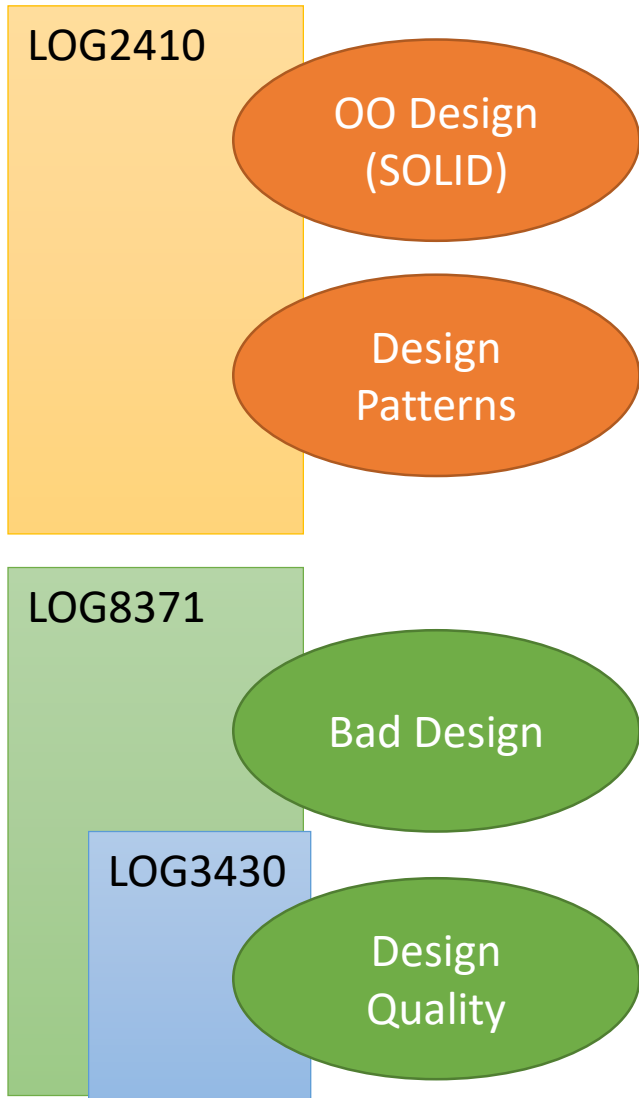 LOG2410
OO Design
(SOLID)
Design
Patterns
LOG8371
Bad Design
LOG3430
Design
Quality